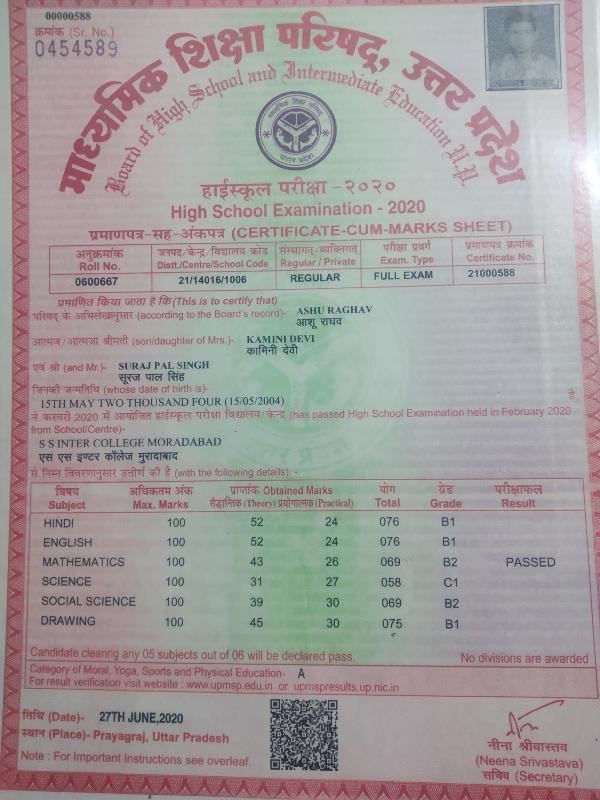 00000588
क्रमांक (Sr. No.)
0454589
माध्यमिक शिक्षा परिषद्, उत्तर प्रदेश
Board of High School and Intermediate Education U.P.
हाईस्कूल परीक्षा -२०२०
High School Examination - 2020
प्रमाणपत्र-सह-अंकपत्र (CERTIFICATE-CUM-MARKS SHEET)
अनुक्रमांक जनपद/केन्द्र/विद्यालय कोड संस्थागत्/व्यक्तिगत् परीक्षा प्रवर्ग प्रमाणपत्र क्रमांक
Roll No. Distt./Centre/School Code Regular / Private Exam. Type Certificate No.
0600667 21/14016/1006 REGULAR FULL EXAM 21000588
प्रमाणित किया जाता है कि (This is to certify that)
परिषद् के अभिलेखानुसार (according to the Board's record)- ASHU RAGHAV
आशू राघव
आत्मज/आत्मजा श्रीमती (son/daughter of Mrs.)- KAMINI DEVI
कामिनी देवी
एवं श्री (and Mr.)- SURAJ PAL SINGH
सूरज पाल सिंह
जिनकी जन्मतिथि (whose date of birth is)-
15TH MAY TWO THOUSAND FOUR (15/05/2004) है,
ने फरवरी 2020 में आयोजित हाईस्कूल परीक्षा विद्यालय/केन्द्र (has passed High School Examination held in February 2020
from School/Centre)-
S S INTER COLLEGE MORADABAD
एस एस इण्टर कॉलेज मुरादाबाद
से निम्न विवरणानुसार उत्तीर्ण की है (with the following details): -
विषय अधिकतम अंक प्राप्तांक Obtained Marks योग ग्रेड परीक्षाफल
Subject Max. Marks सैद्धान्तिक (Theory) प्रयोगात्मक (Practical) Total Grade Result
HINDI 100 52 24 076 B1
ENGLISH 100 52 24 076 B1
MATHEMATICS 100 43 26 069 B2 PASSED
SCIENCE 100 31 27 058 C1
SOCIAL SCIENCE 100 39 30 069 B2
DRAWING 100 45 30 075 B1
Candidate clearing any 05 subjects out of 06 will be declared pass. No divisions are awarded
Category of Moral, Yoga, Sports and Physical Education- A
For result verification visit website : www.upmsp.edu.in or upmspresults.up.nic.in
तिथि (Date)- 27TH JUNE,2020
स्थान (Place)- Prayagraj, Uttar Pradesh
Note : For Important Instructions see overleaf.
नीना श्रीवास्तव
(Neena Srivastava)
सचिव (Secretary)